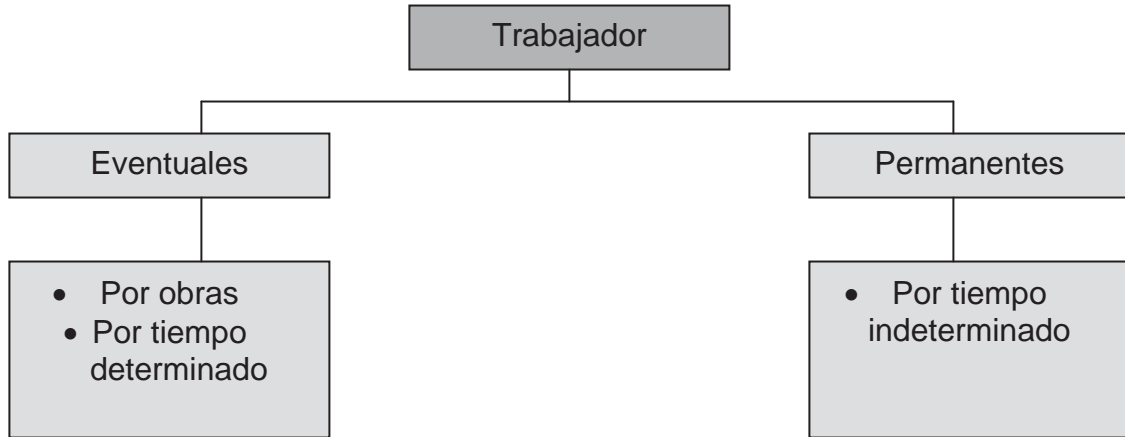 Trabajador
Eventuales
Permanentes
• Por obras
• Por tiempo
determinado
• Por tiempo
indeterminado